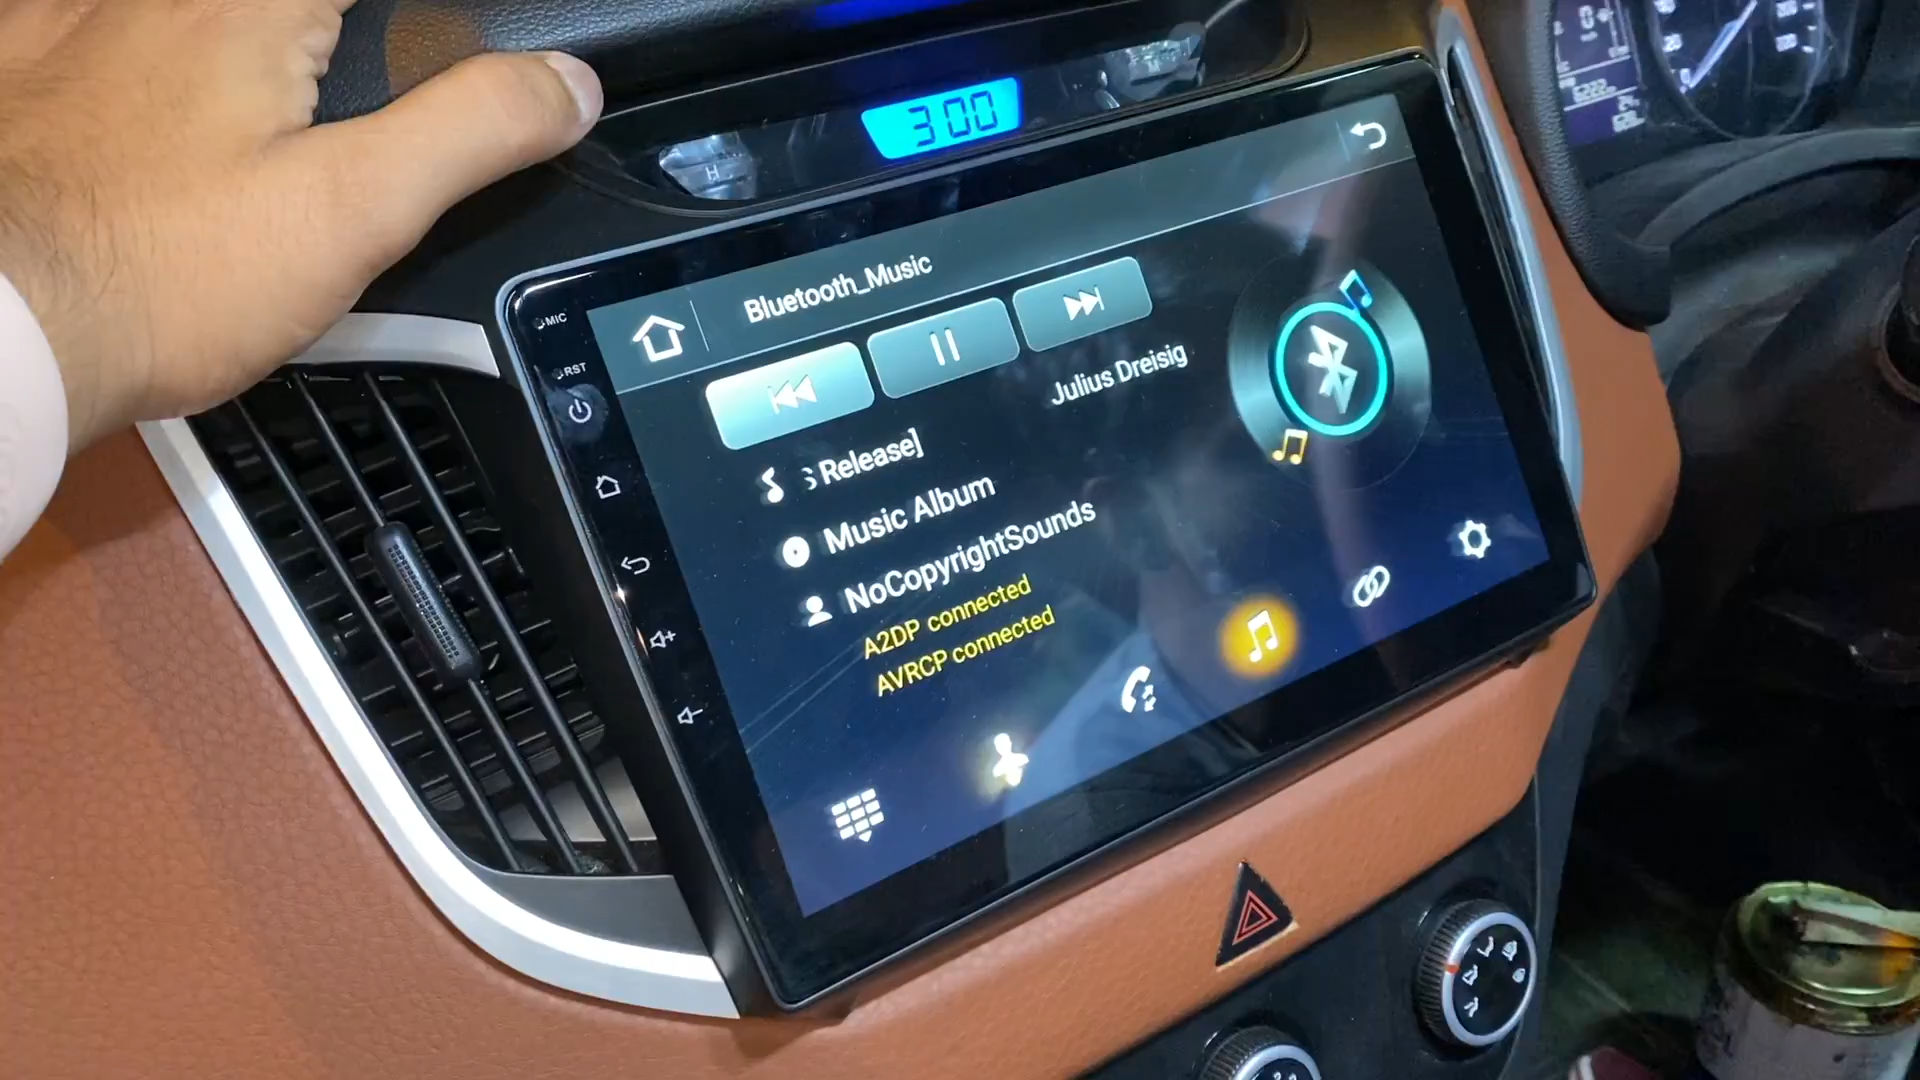 3:00
H
MIC
RST
Bluetooth_Music
Julius Dreisig
Release]
Music Album
NoCopyrightSounds
A2DP connected
AVRCP connected